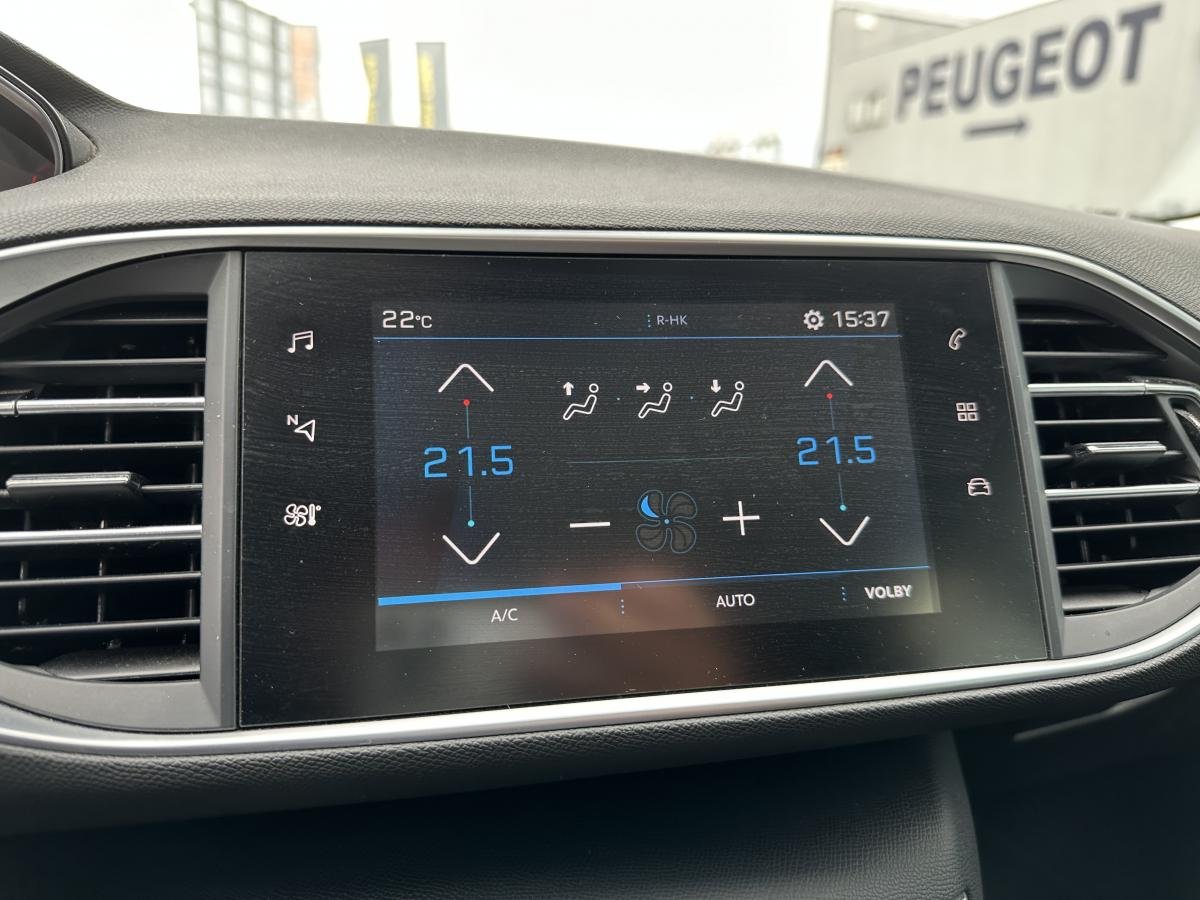 PEUGEOT
22°C
R-HK
15:37
N
21.5
21.5
A/C
AUTO
VOLBY